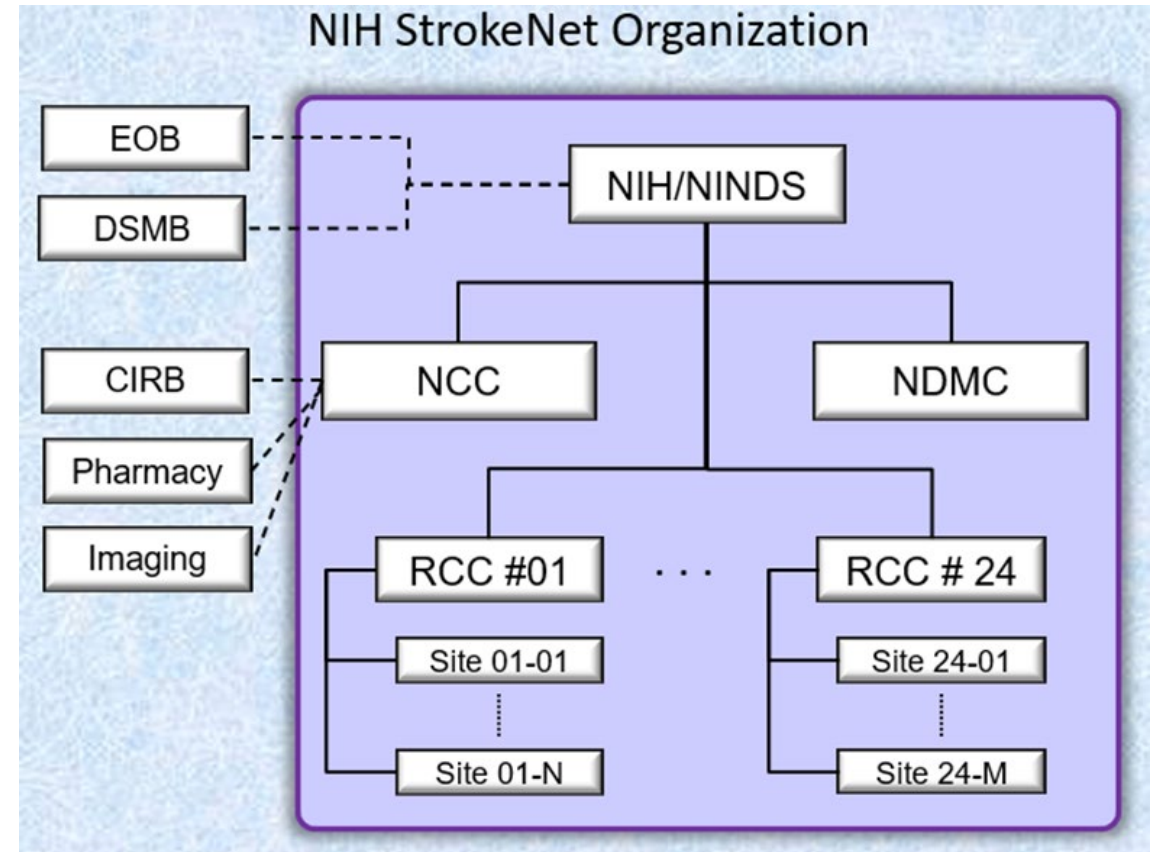 NIH StrokeNet Organization
EOB
DSMB
NIH/NINDS
CIRB
NCC
NDMC
Pharmacy
Imaging
RCC #01
. . .
RCC # 24
Site 01-01
Site 24-01
Site 01-N
Site 24-M